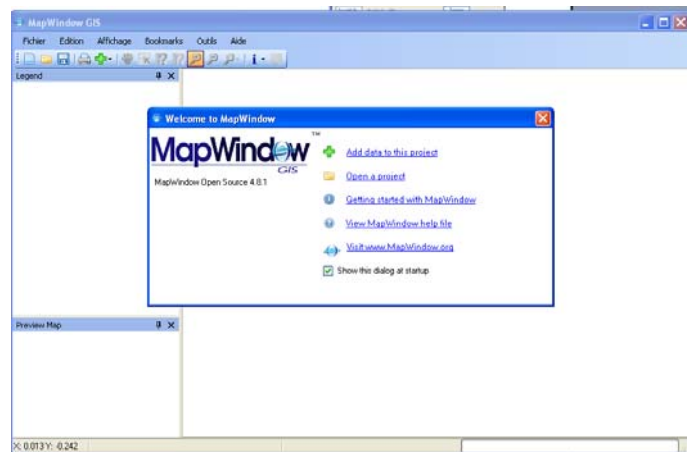 MapWindow GIS
Fichier Edition Affichage Bookmarks Outils Aide
Legend
Welcome to MapWindow
MapWindow™
GIS
MapWindow Open Source 4.8.1
Add data to this project
Open a project
Getting started with MapWindow
View MapWindow help file
Visit www.MapWindow.org
Show this dialog at startup
Preview Map
X: 0.013 Y: -0.242